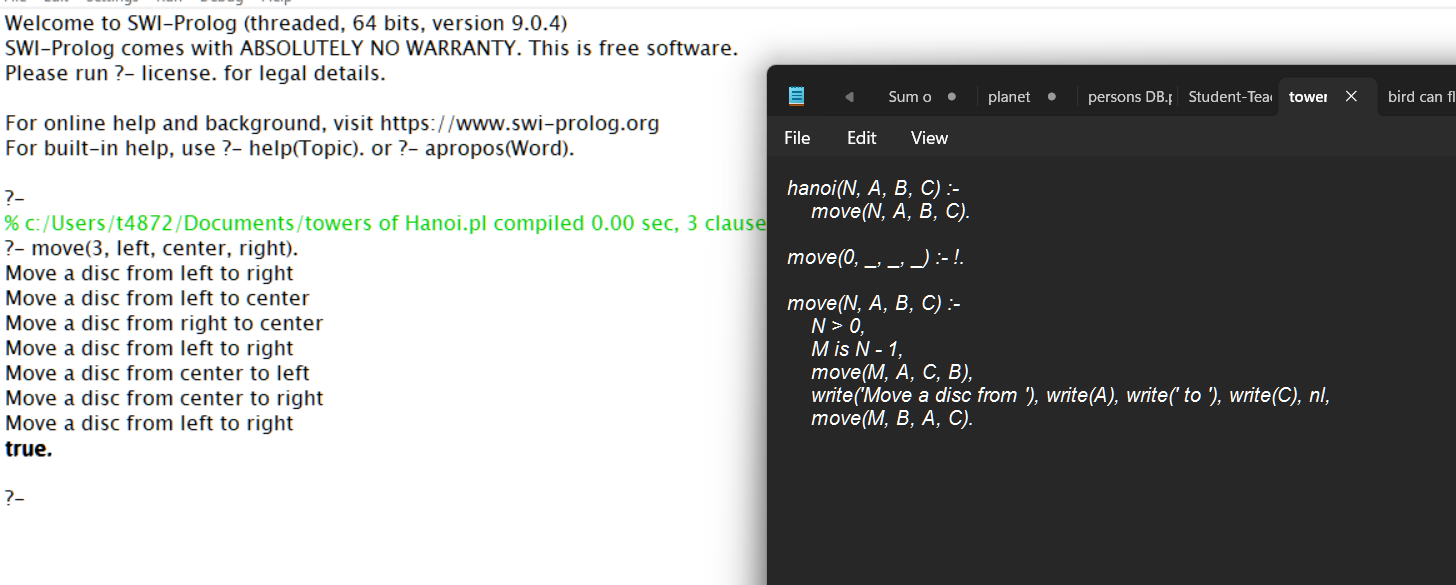 Welcome to SWI-Prolog (threaded, 64 bits, version 9.0.4)
SWI-Prolog comes with ABSOLUTELY NO WARRANTY. This is free software.
Please run ?- license. for legal details.
For online help and background, visit https://www.swi-prolog.org
For built-in help, use ?- help(Topic). or ?- apropos(Word).
?-
% c:/Users/t4872/Documents/towers of Hanoi.pl compiled 0.00 sec, 3 clause
?- move(3, left, center, right).
Move a disc from left to right
Move a disc from left to center
Move a disc from right to center
Move a disc from left to right
Move a disc from center to left
Move a disc from center to right
Move a disc from left to right
true.
?-
Sum o planet persons DB.p Student-Teac tower bird can fl
File Edit View
hanoi(N, A, B, C) :-
move(N, A, B, C).
move(0, _, _, _) :- !.
move(N, A, B, C) :-
N > 0,
M is N - 1,
move(M, A, C, B),
write('Move a disc from '), write(A), write(' to '), write(C), nl,
move(M, B, A, C).